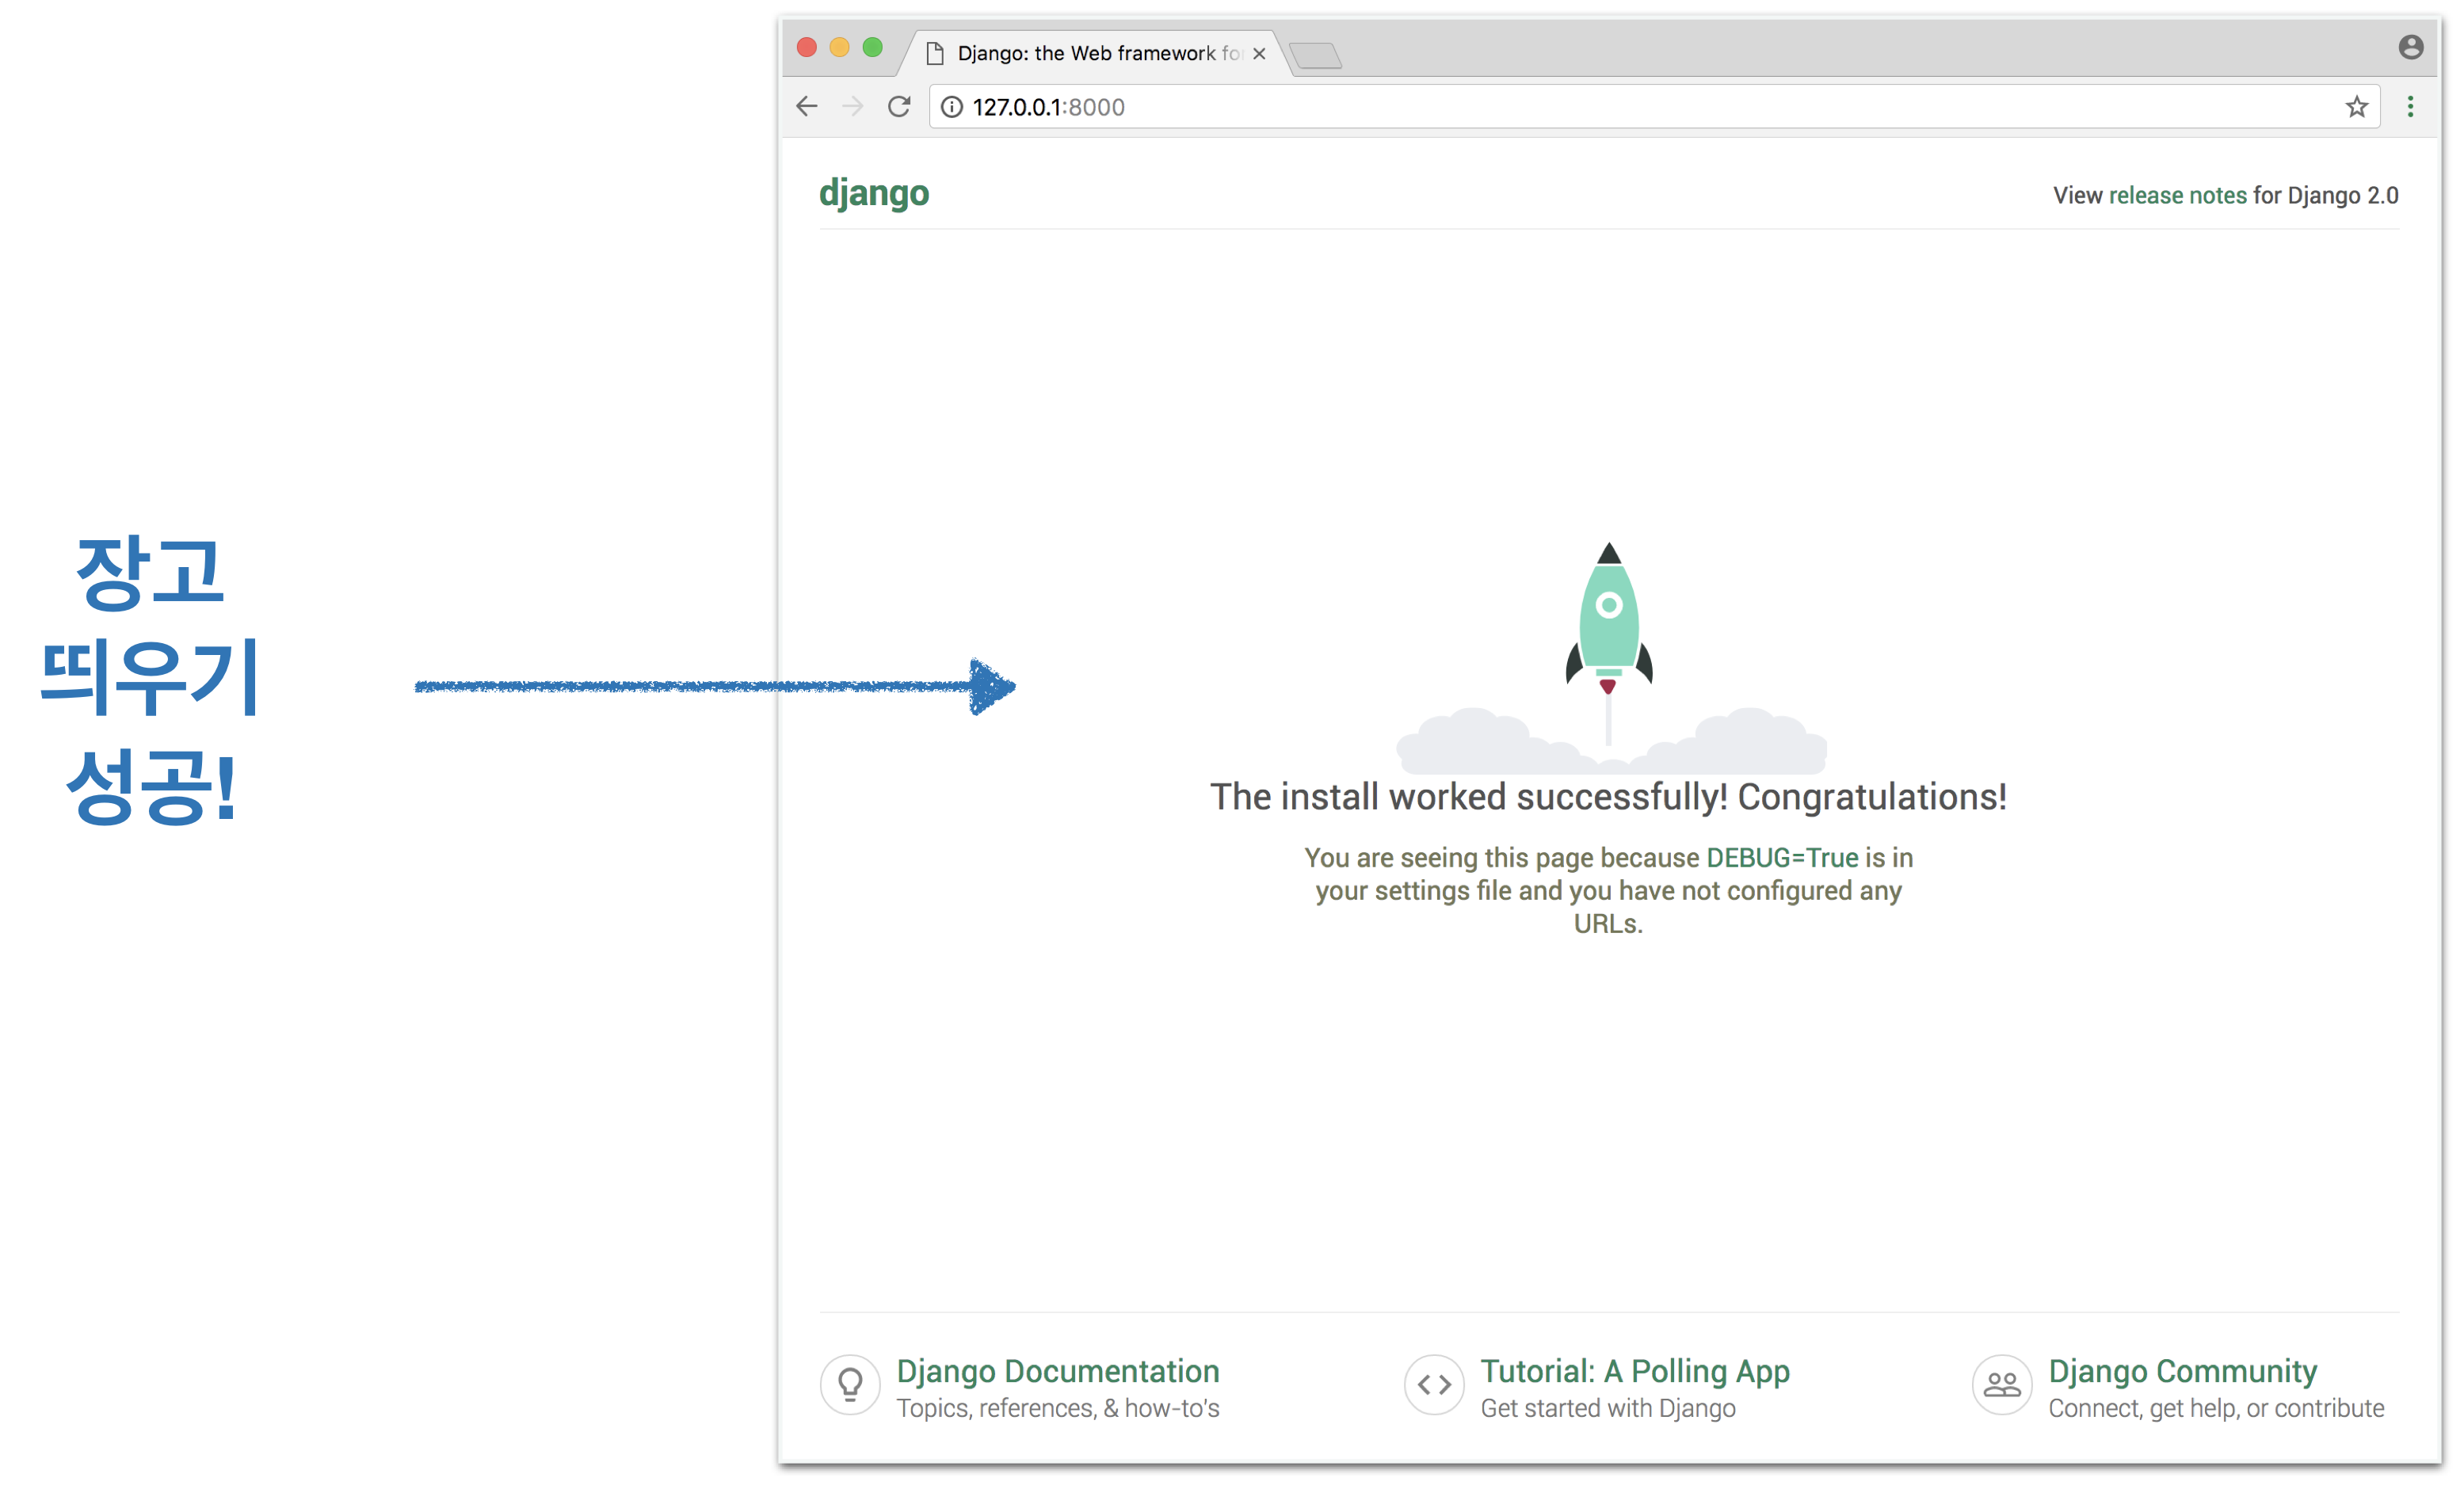 장고
띄우기
성공!
Django: the Web framework for
127.0.0.1:8000
django
View release notes for Django 2.0
The install worked successfully! Congratulations!
You are seeing this page because DEBUG=True is in
your settings file and you have not configured any
URLs.
Django Documentation
Topics, references, & how-to's
Tutorial: A Polling App
Get started with Django
Django Community
Connect, get help, or contribute